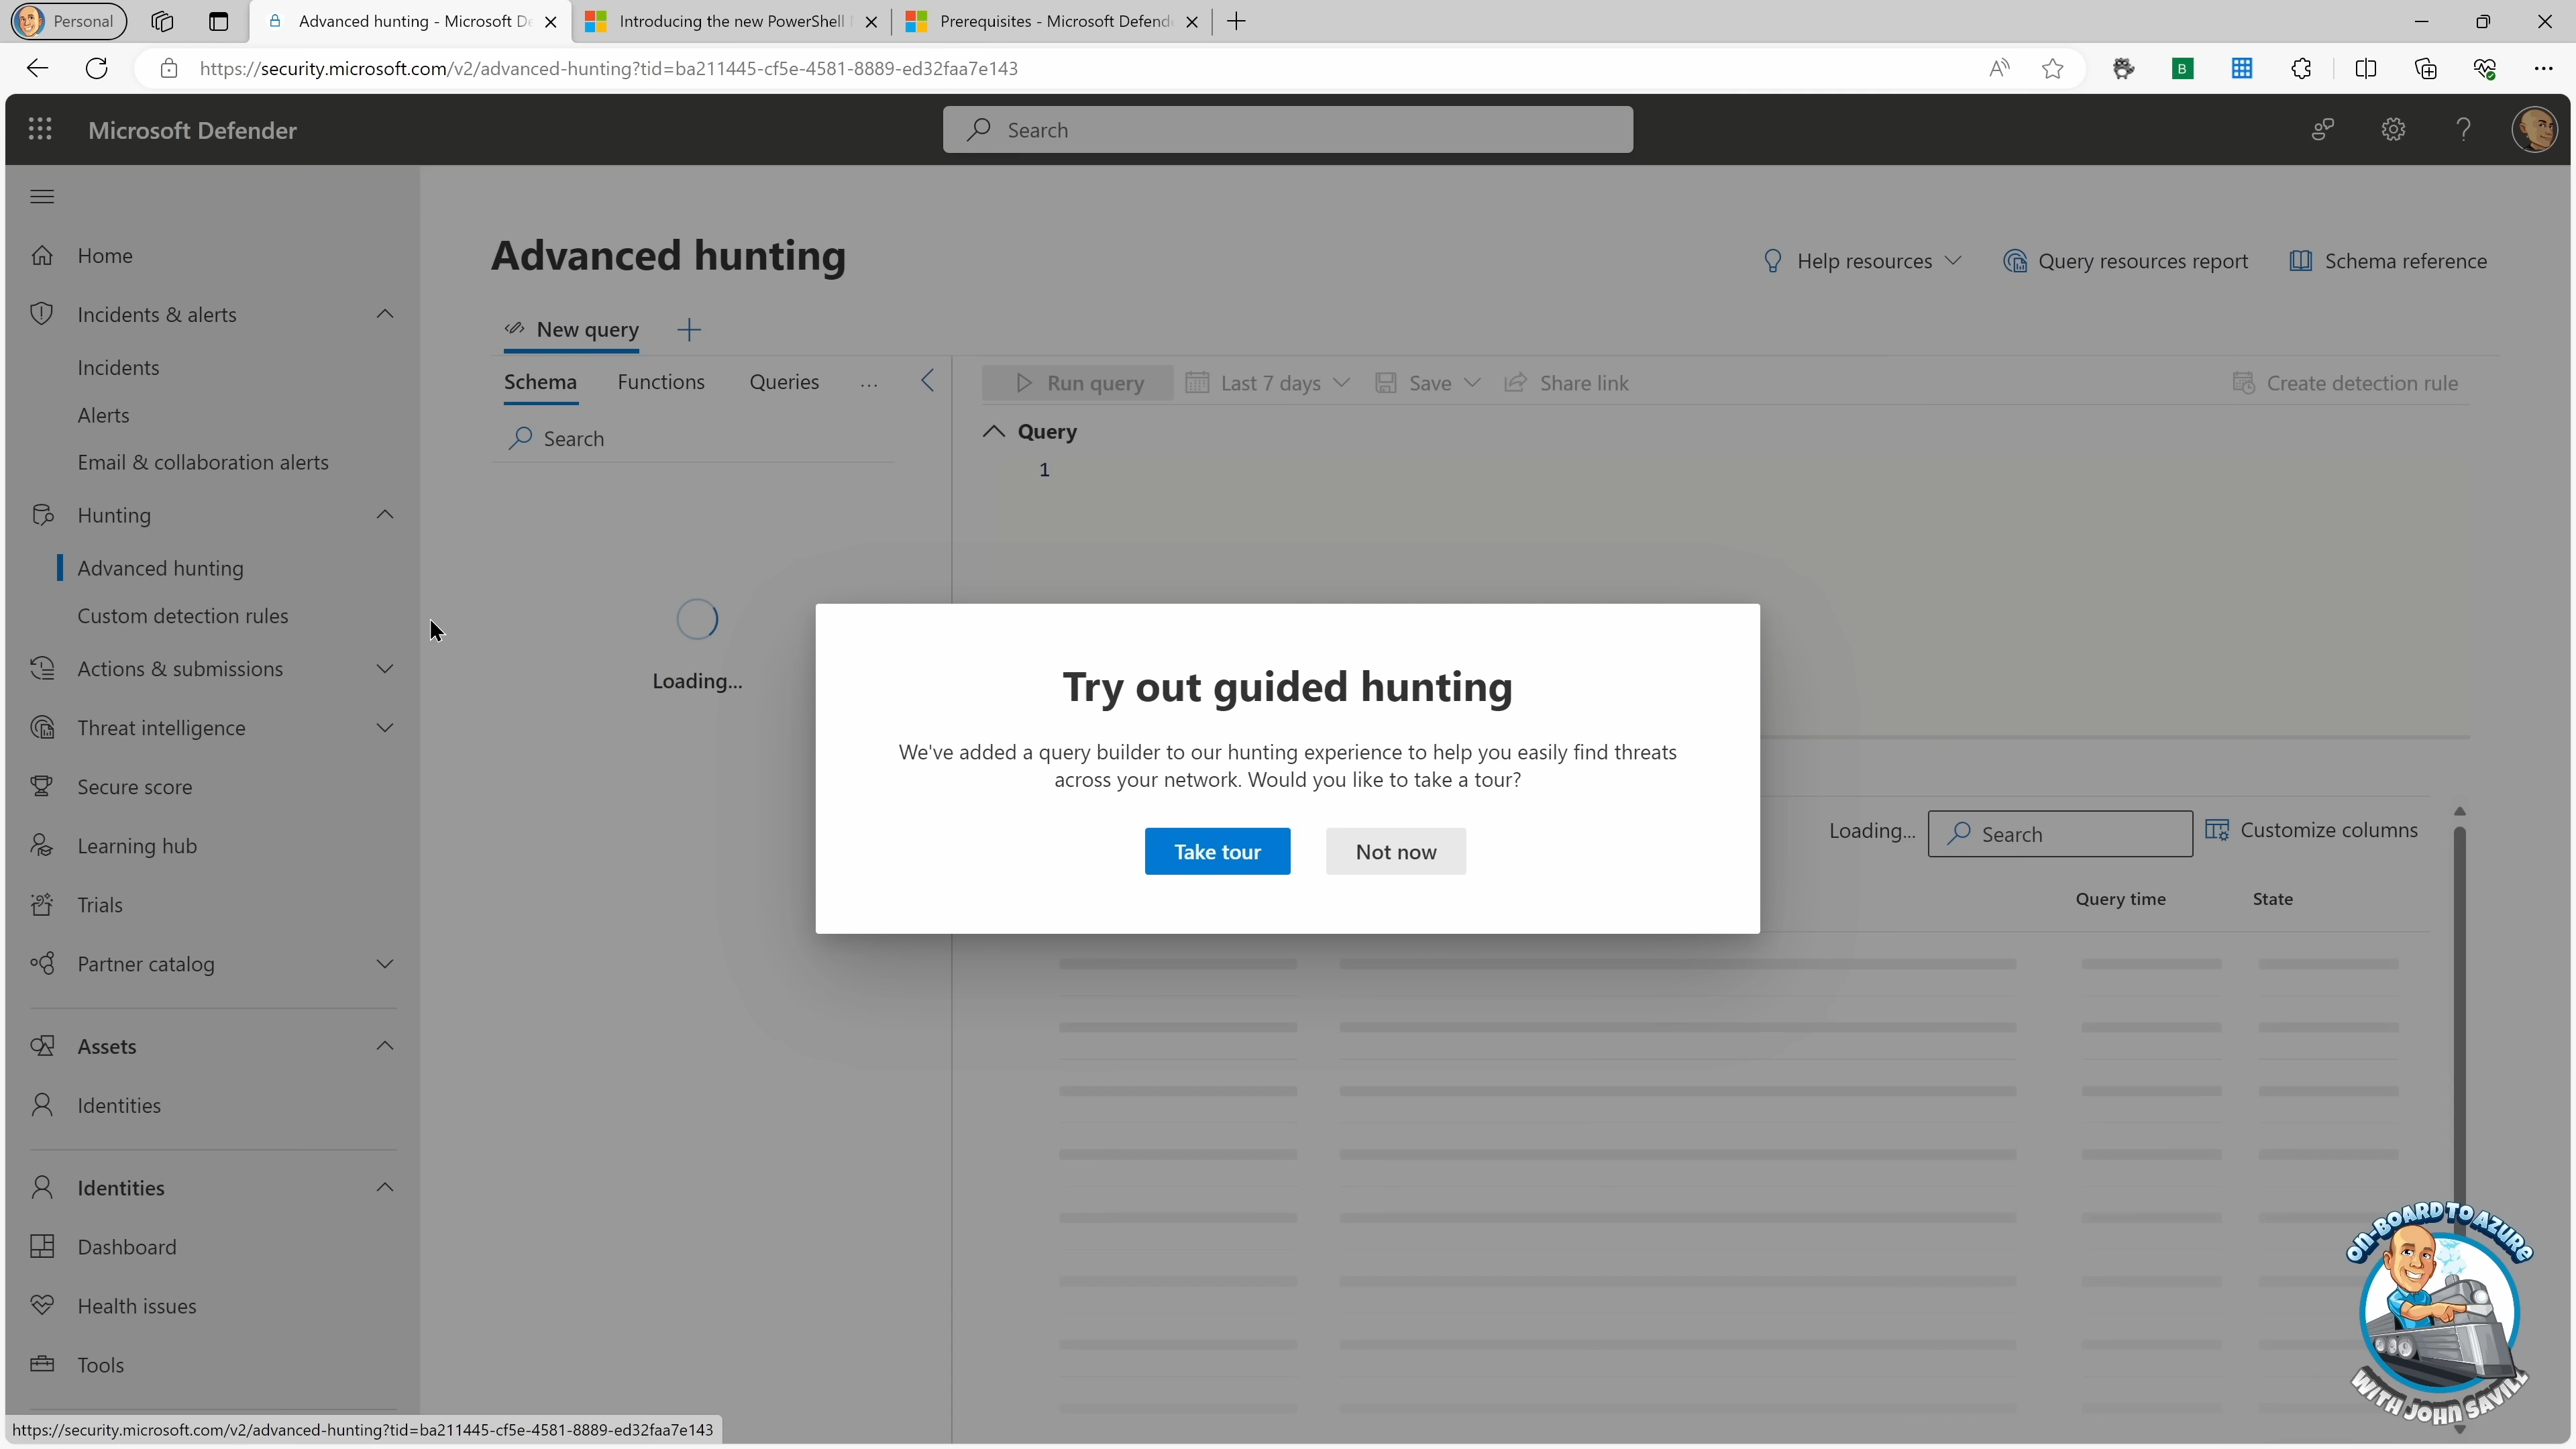 Personal
Advanced hunting - Microsoft De
Introducing the new PowerShell
Prerequisites - Microsoft Defende
https://security.microsoft.com/v2/advanced-hunting?tid=ba211445-cf5e-4581-8889-ed32faa7e143
Microsoft Defender
Search
Home
Incidents & alerts
Incidents
Alerts
Email & collaboration alerts
Hunting
Advanced hunting
Custom detection rules
Actions & submissions
Threat intelligence
Secure score
Learning hub
Trials
Partner catalog
Assets
Identities
Identities
Dashboard
Health issues
Tools
Advanced hunting
Help resources
Query resources report
Schema reference
New query
Schema
Functions
Queries
...
Search
Loading...
Run query
Last 7 days
Save
Share link
Create detection rule
Query
1
Try out guided hunting
We've added a query builder to our hunting experience to help you easily find threats
across your network. Would you like to take a tour?
Take tour
Not now
Loading...
Search
Customize columns
Query time
State
ON-BOARD TO AZURE
WITH JOHN SAVILL
https://security.microsoft.com/v2/advanced-hunting?tid=ba211445-cf5e-4581-8889-ed32faa7e143